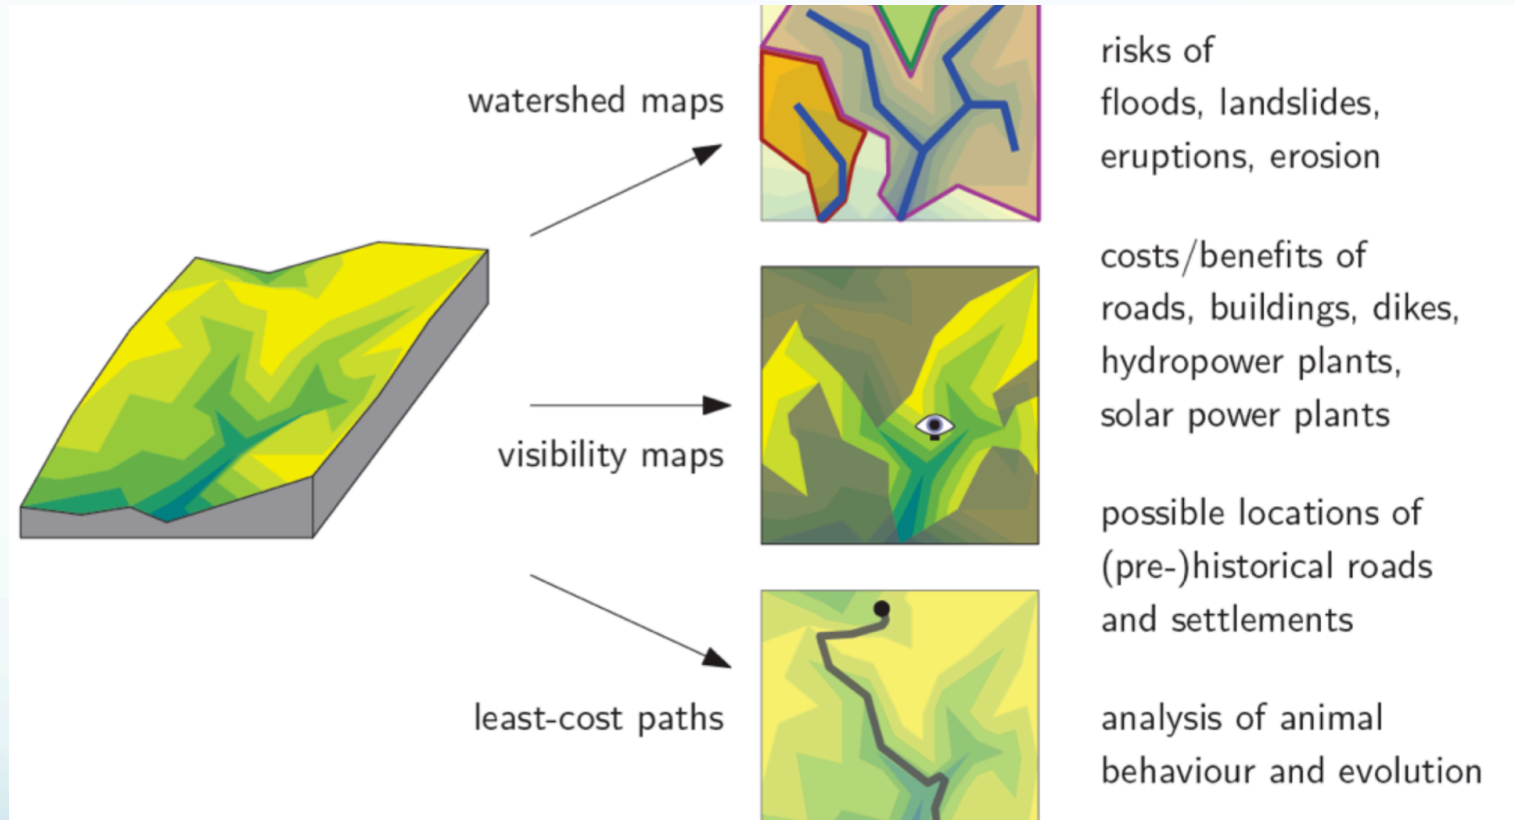 watershed maps
visibility maps
least-cost paths
risks of
floods, landslides,
eruptions, erosion
costs/benefits of
roads, buildings, dikes,
hydropower plants,
solar power plants
possible locations of
(pre-)historical roads
and settlements
analysis of animal
behaviour and evolution